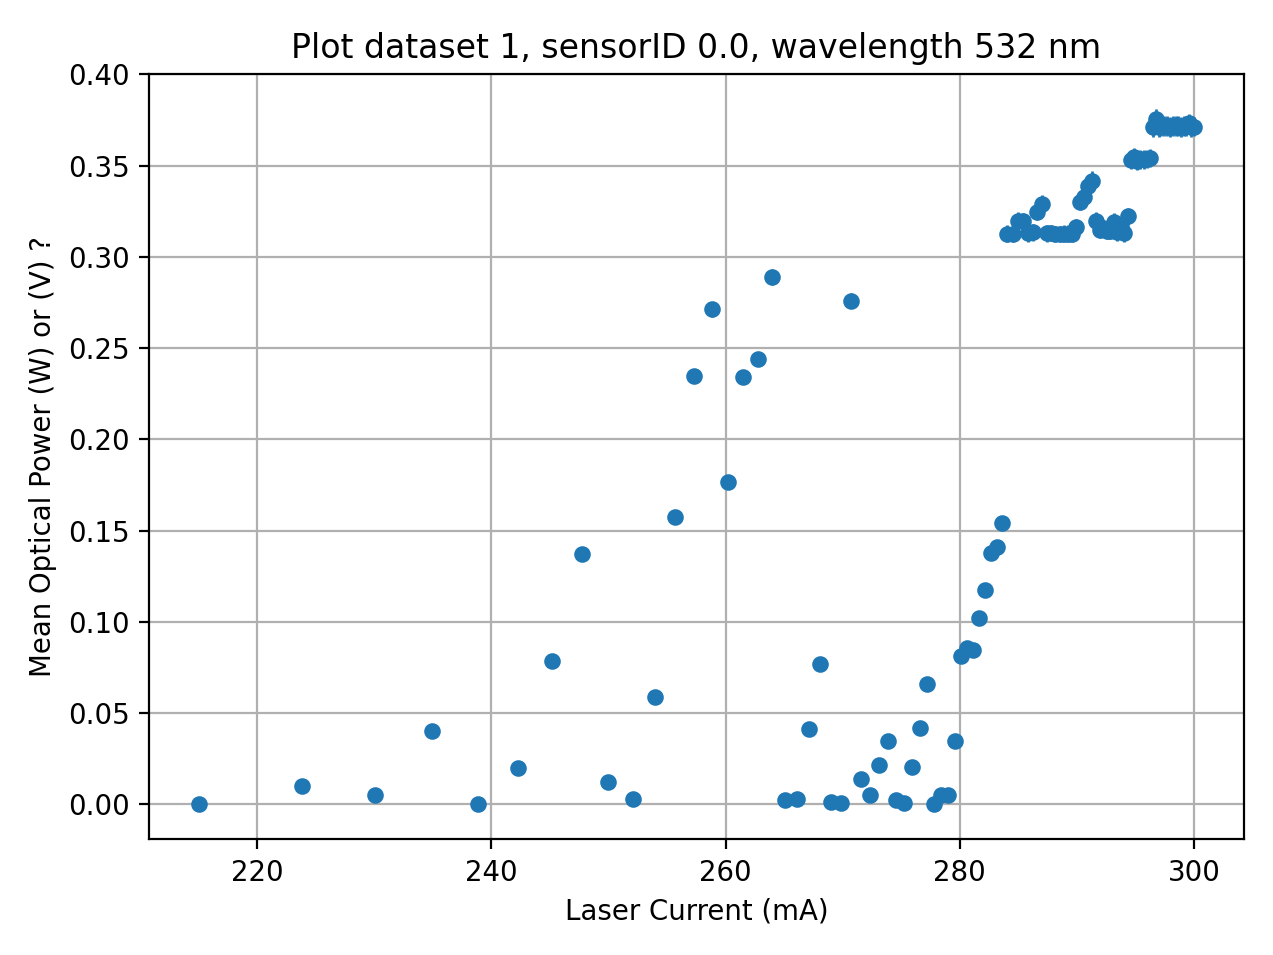 Plot dataset 1, sensorID 0.0, wavelength 532 nm
Mean Optical Power (W) or (V) ?
0.40
0.35
0.30
0.25
0.20
0.15
0.10
0.05
0.00
220 240 260 280 300
Laser Current (mA)